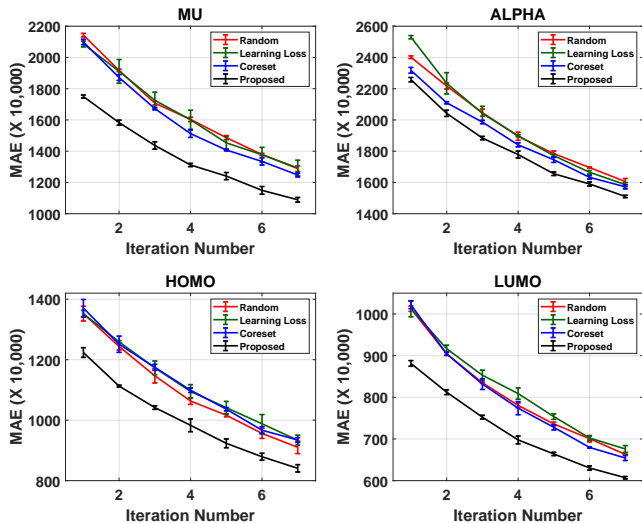 MU
MAE (X 10,000)
2200
2000
1800
1600
1400
1200
1000
2
4
6
Iteration Number
Random
Learning Loss
Coreset
Proposed
ALPHA
MAE (X 10,000)
2600
2400
2200
2000
1800
1600
1400
2
4
6
Iteration Number
Random
Learning Loss
Coreset
Proposed
HOMO
MAE (X 10,000)
1400
1200
1000
800
2
4
6
Iteration Number
Random
Learning Loss
Coreset
Proposed
LUMO
MAE (X 10,000)
1000
900
800
700
600
2
4
6
Iteration Number
Random
Learning Loss
Coreset
Proposed